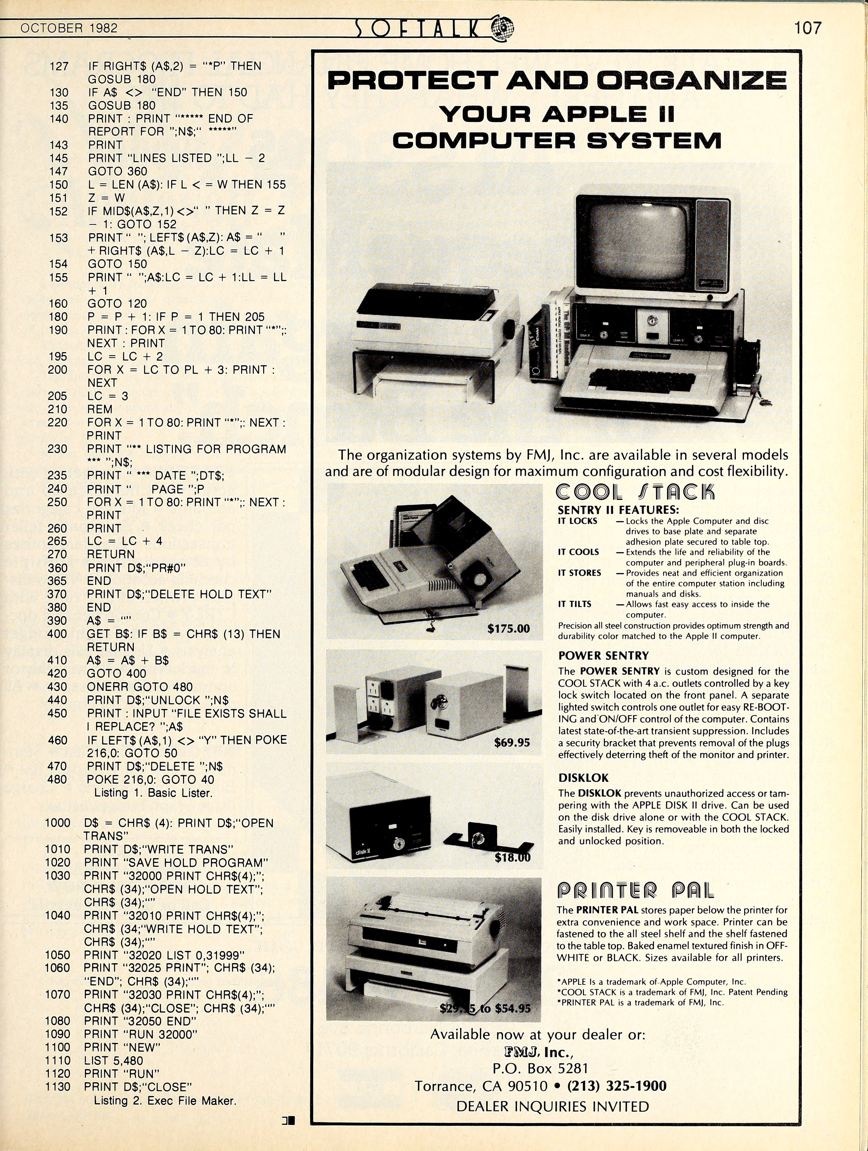 OCTOBER 1982
SOFTALK
107
127 IF RIGHT$ (A$,2) = "*P" THEN
GOSUB 180
130 IF A$ <> "END" THEN 150
135 GOSUB 180
140 PRINT : PRINT "***** END OF
REPORT FOR ";N$;" *****"
143 PRINT
145 PRINT "LINES LISTED ";LL - 2
147 GOTO 360
150 L = LEN (A$): IF L < = W THEN 155
151 Z = W
152 IF MID$(A$,Z,1) <>" " THEN Z = Z
- 1: GOTO 152
153 PRINT " "; LEFT$ (A$,Z): A$ = " "
+ RIGHT$ (A$,L - Z):LC = LC + 1
154 GOTO 150
155 PRINT " ";A$:LC = LC + 1:LL = LL
+ 1
160 GOTO 120
180 P = P + 1: IF P = 1 THEN 205
190 PRINT : FOR X = 1 TO 80: PRINT "*";:
NEXT : PRINT
195 LC = LC + 2
200 FOR X = LC TO PL + 3: PRINT :
NEXT
205 LC = 3
210 REM
220 FOR X = 1 TO 80: PRINT "*";: NEXT :
PRINT
230 PRINT "** LISTING FOR PROGRAM
*** ";N$;
235 PRINT " *** DATE ";DT$;
240 PRINT " PAGE ";P
250 FOR X = 1 TO 80: PRINT "*";: NEXT :
PRINT
260 PRINT
265 LC = LC + 4
270 RETURN
360 PRINT D$;"PR#0"
365 END
370 PRINT D$;"DELETE HOLD TEXT"
380 END
390 A$ = ""
400 GET B$: IF B$ = CHR$ (13) THEN
RETURN
410 A$ = A$ + B$
420 GOTO 400
430 ONERR GOTO 480
440 PRINT D$;"UNLOCK ";N$
450 PRINT : INPUT "FILE EXISTS SHALL
I REPLACE? ";A$
460 IF LEFT$ (A$,1) <> "Y" THEN POKE
216,0: GOTO 50
470 PRINT D$;"DELETE ";N$
480 POKE 216,0: GOTO 40
Listing 1. Basic Lister.
1000 D$ = CHR$ (4): PRINT D$;"OPEN
TRANS"
1010 PRINT D$;"WRITE TRANS"
1020 PRINT "SAVE HOLD PROGRAM"
1030 PRINT "32000 PRINT CHR$(4);";
CHR$ (34);"OPEN HOLD TEXT";
CHR$ (34);""
1040 PRINT "32010 PRINT CHR$(4);";
CHR$ (34;"WRITE HOLD TEXT";
CHR$ (34);""
1050 PRINT "32020 LIST 0,31999"
1060 PRINT "32025 PRINT"; CHR$ (34);
"END"; CHR$ (34);""
1070 PRINT "32030 PRINT CHR$(4);";
CHR$ (34);"CLOSE"; CHR$ (34);""
1080 PRINT "32050 END"
1090 PRINT "RUN 32000"
1100 PRINT "NEW"
1110 LIST 5,480
1120 PRINT "RUN"
1130 PRINT D$;"CLOSE"
Listing 2. Exec File Maker.
PROTECT AND ORGANIZE
YOUR APPLE II
COMPUTER SYSTEM
The organization systems by FMJ, Inc. are available in several models
and are of modular design for maximum configuration and cost flexibility.
$175.00
COOL STACK
SENTRY II FEATURES:
IT LOCKS — Locks the Apple Computer and disc
drives to base plate and separate
adhesion plate secured to table top.
IT COOLS — Extends the life and reliability of the
computer and peripheral plug-in boards.
IT STORES — Provides neat and efficient organization
of the entire computer station including
manuals and disks.
IT TILTS — Allows fast easy access to inside the
computer.
Precision all steel construction provides optimum strength and
durability color matched to the Apple II computer.
$69.95
POWER SENTRY
The POWER SENTRY is custom designed for the
COOL STACK with 4 a.c. outlets controlled by a key
lock switch located on the front panel. A separate
lighted switch controls one outlet for easy RE-BOOT-
ING and ON/OFF control of the computer. Contains
latest state-of-the-art transient suppression. Includes
a security bracket that prevents removal of the plugs
effectively deterring theft of the monitor and printer.
disk II
$18.00
DISKLOK
The DISKLOK prevents unauthorized access or tam-
pering with the APPLE DISK II drive. Can be used
on the disk drive alone or with the COOL STACK.
Easily installed. Key is removeable in both the locked
and unlocked position.
$29.95 to $54.95
PRINTER PAL
The PRINTER PAL stores paper below the printer for
extra convenience and work space. Printer can be
fastened to the all steel shelf and the shelf fastened
to the table top. Baked enamel textured finish in OFF-
WHITE or BLACK. Sizes available for all printers.
*APPLE Is a trademark of Apple Computer, Inc.
*COOL STACK is a trademark of FMJ, Inc. Patent Pending
*PRINTER PAL is a trademark of FMJ, Inc.
Available now at your dealer or:
FMJ, Inc.,
P.O. Box 5281
Torrance, CA 90510 • (213) 325-1900
DEALER INQUIRIES INVITED